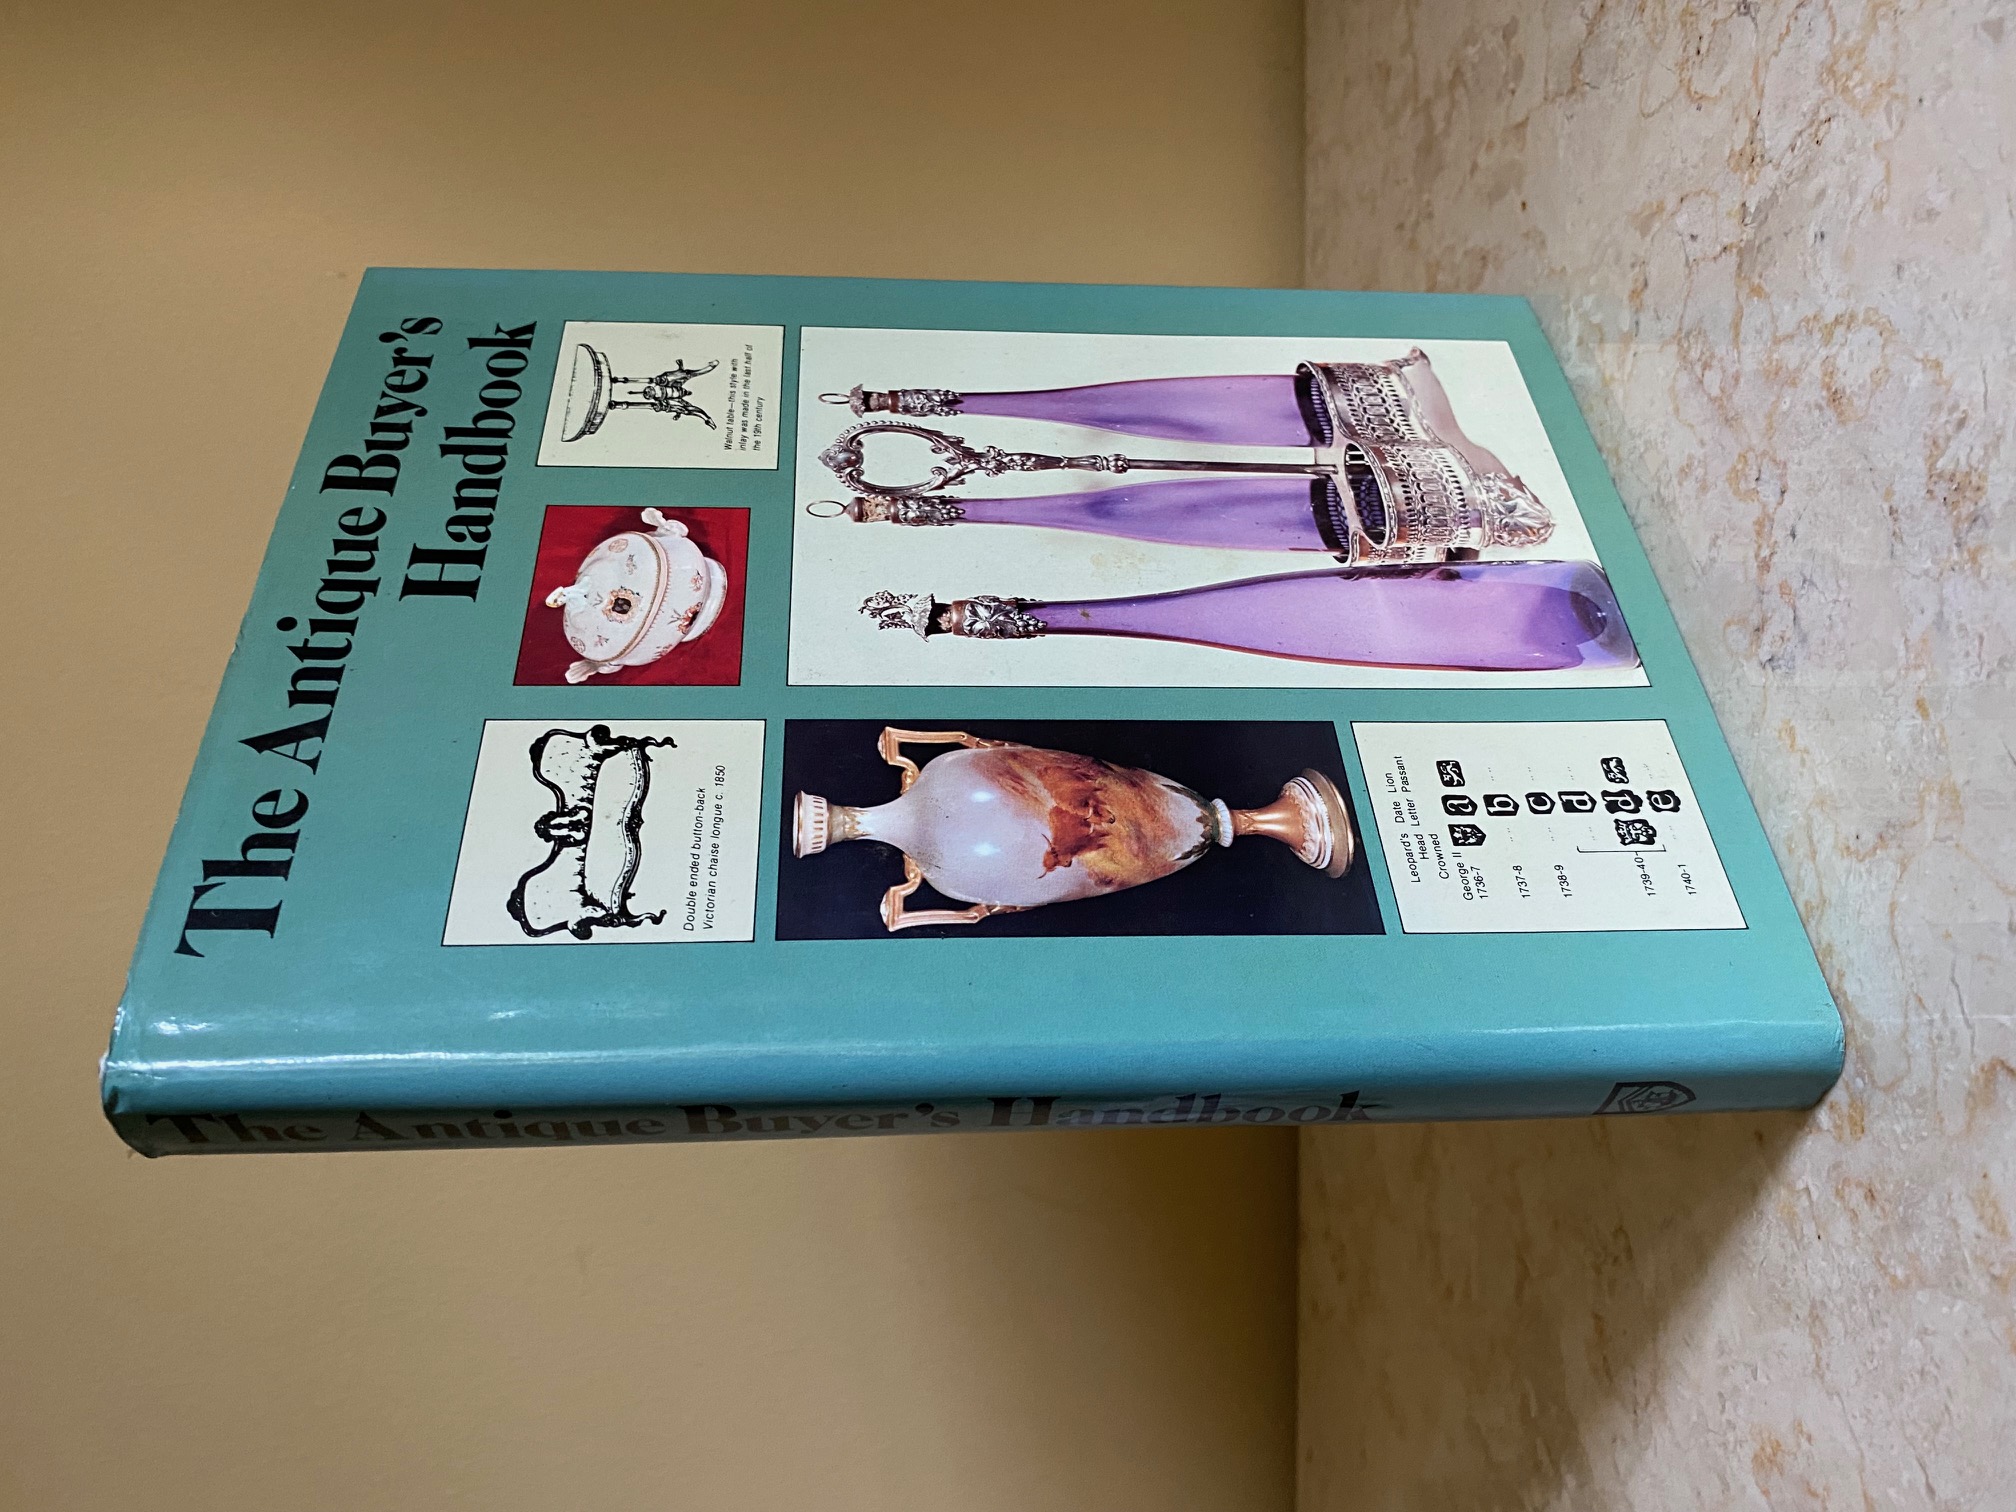 The Antique Buyer's
Handbook
Double ended button-back
Victorian chaise longue c. 1850
Walnut table—this style with
inlay was made in the last half of
the 19th century
Leopard's Date Lion
Head Letter Passant
Crowned
George II
1736-7 a
1737-8 b
1738-9 c
d
1739-40 d
1740-1 e
The Antique Buyer's Handbook